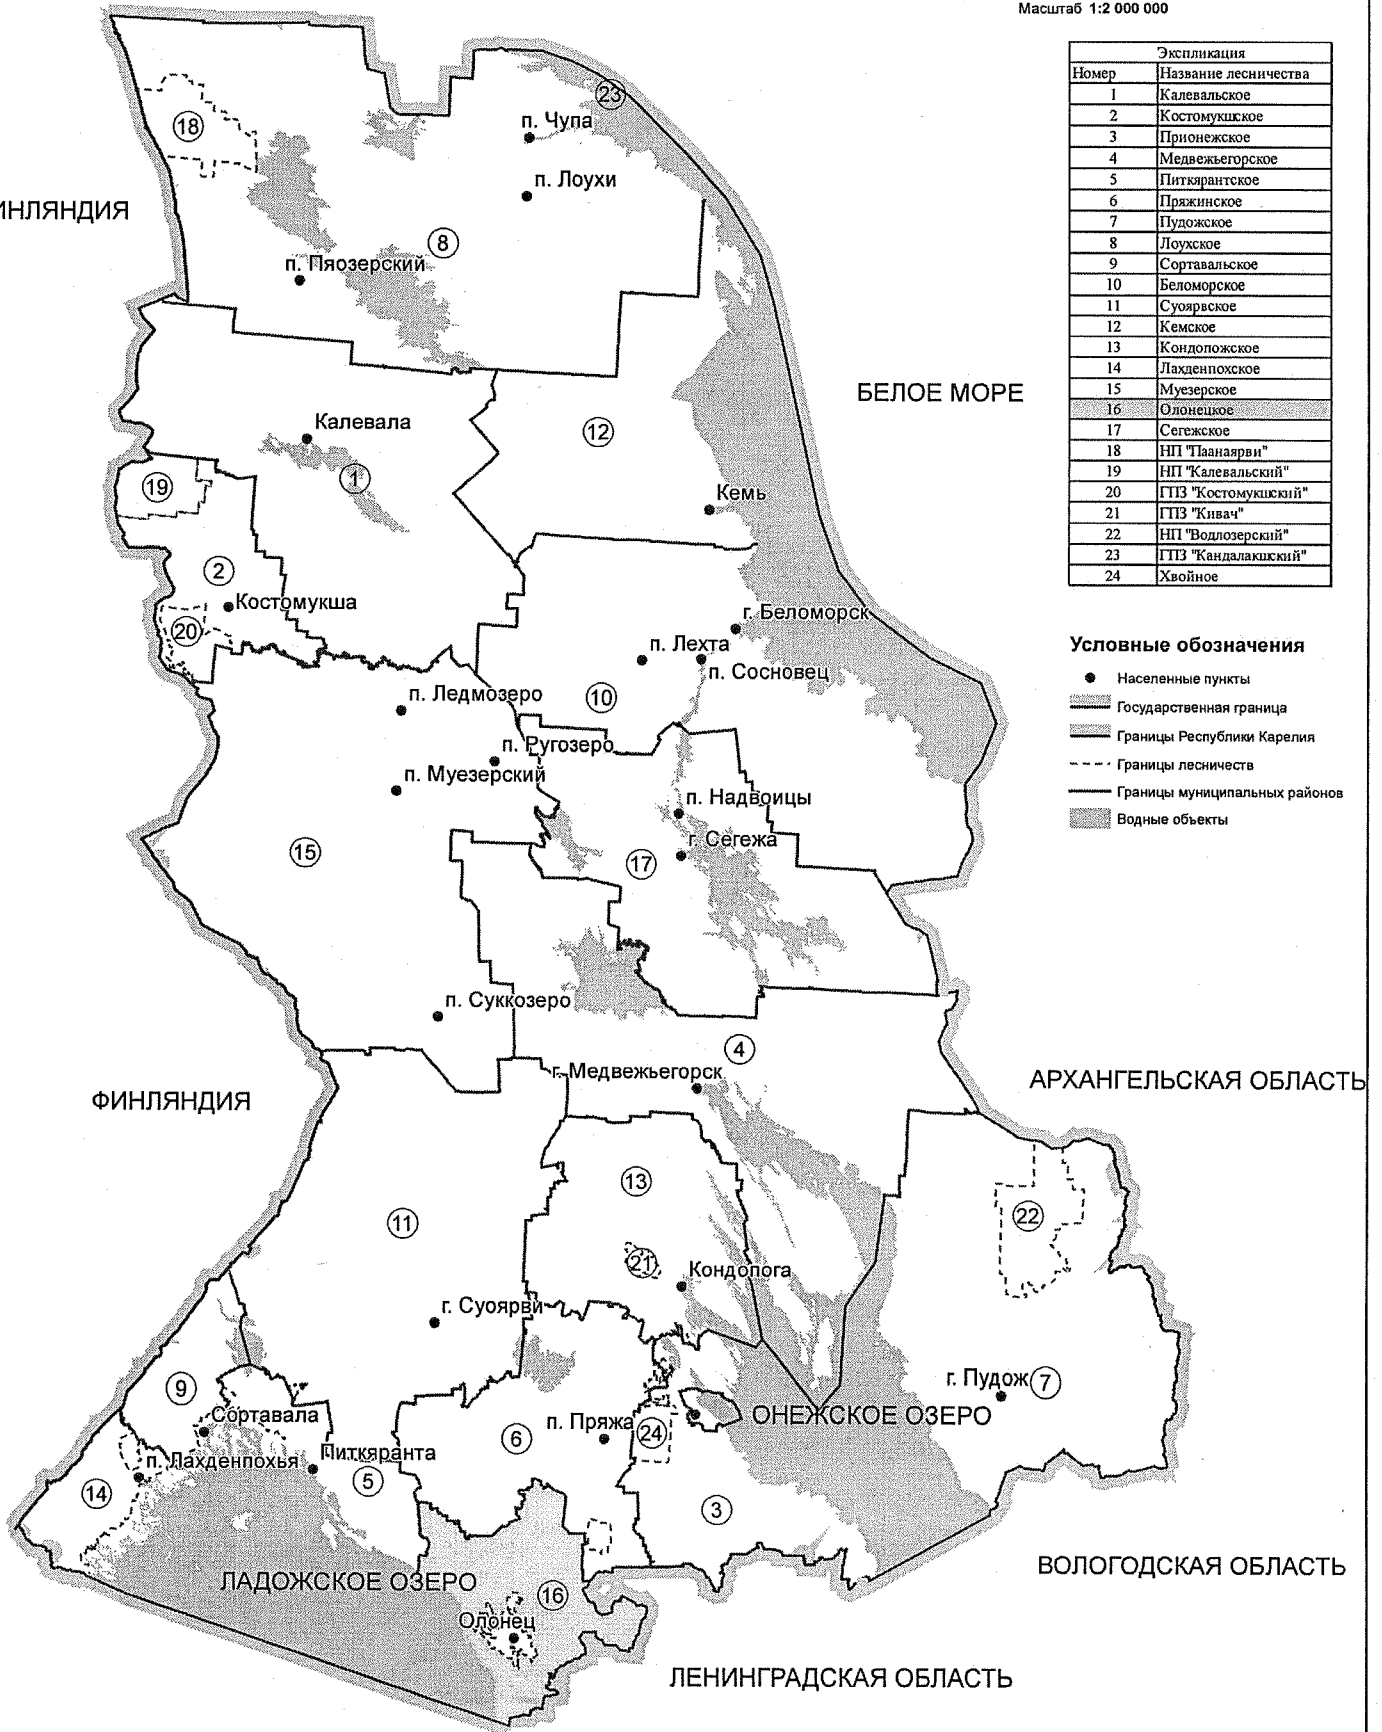 Масштаб 1:2 000 000
Экспликация
Номер Название лесничества
1 Калевальское
2 Костомукшское
3 Прионежское
4 Медвежьегорское
5 Питкярантское
6 Пряжинское
7 Пудожское
8 Лоухское
9 Сортавальское
10 Беломорское
11 Суоярвское
12 Кемское
13 Кондопожское
14 Лахденпохское
15 Муезерское
16 Олонецкое
17 Сегежское
18 НП "Паанаярви"
19 НП "Калевальский"
20 ГПЗ "Костомукшский"
21 ГПЗ "Кивач"
22 НП "Водлозерский"
23 ГПЗ "Кандалакшский"
24 Хвойное
Условные обозначения
Населенные пункты
Государственная граница
Границы Республики Карелия
Границы лесничеств
Границы муниципальных районов
Водные объекты
23
18
п. Чупа
п. Лоухи
ИНЛЯНДИЯ
8
п. Пяозерский
БЕЛОЕ МОРЕ
Калевала
12
1
19
Кемь
2
Костомукша
г. Беломорск
20
п. Лехта
п. Сосновец
10
п. Ледмозеро
п. Ругозеро
п. Муезерский
п. Надвоицы
г. Сегежа
15
17
п. Суккозеро
4
г. Медвежьегорск
АРХАНГЕЛЬСКАЯ ОБЛАСТЬ
ФИНЛЯНДИЯ
13
22
11
21
Кондопога
г. Суоярви
г. Пудож
7
9
Сортавала
ОНЕЖСКОЕ ОЗЕРО
п. Пряжа
24
6
п. Лахденпохья
Питкяранта
5
14
3
ВОЛОГОДСКАЯ ОБЛАСТЬ
ЛАДОЖСКОЕ ОЗЕРО
16
Олонец
ЛЕНИНГРАДСКАЯ ОБЛАСТЬ